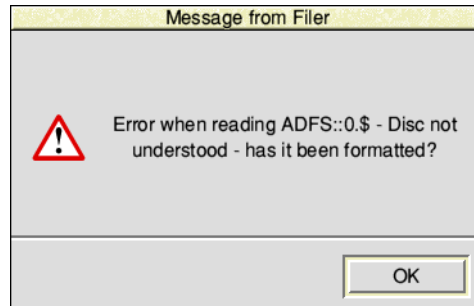 Message from Filer
Error when reading ADFS::0.$ - Disc not
understood - has it been formatted?
OK